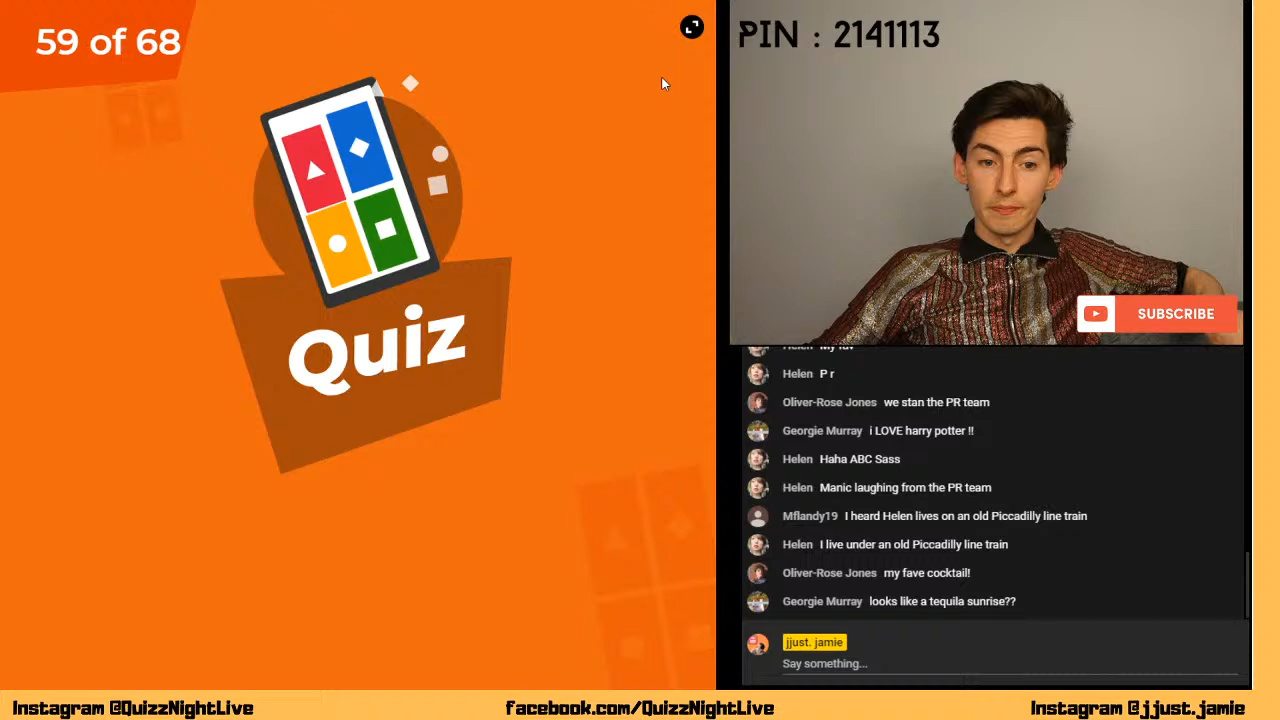 59 of 68
Quiz
PIN : 2141113
SUBSCRIBE
Helen My fav
Helen P r
Oliver-Rose Jones we stan the PR team
Georgie Murray i LOVE harry potter !!
Helen Haha ABC Sass
Helen Manic laughing from the PR team
Mflandy19 I heard Helen lives on an old Piccadilly line train
Helen I live under an old Piccadilly line train
Oliver-Rose Jones my fave cocktail!
Georgie Murray looks like a tequila sunrise??
jjust. jamie
Say something...
Instagram @QuizzNightLive
facebook.com/QuizzNightLive
Instagram @jjust.jamie